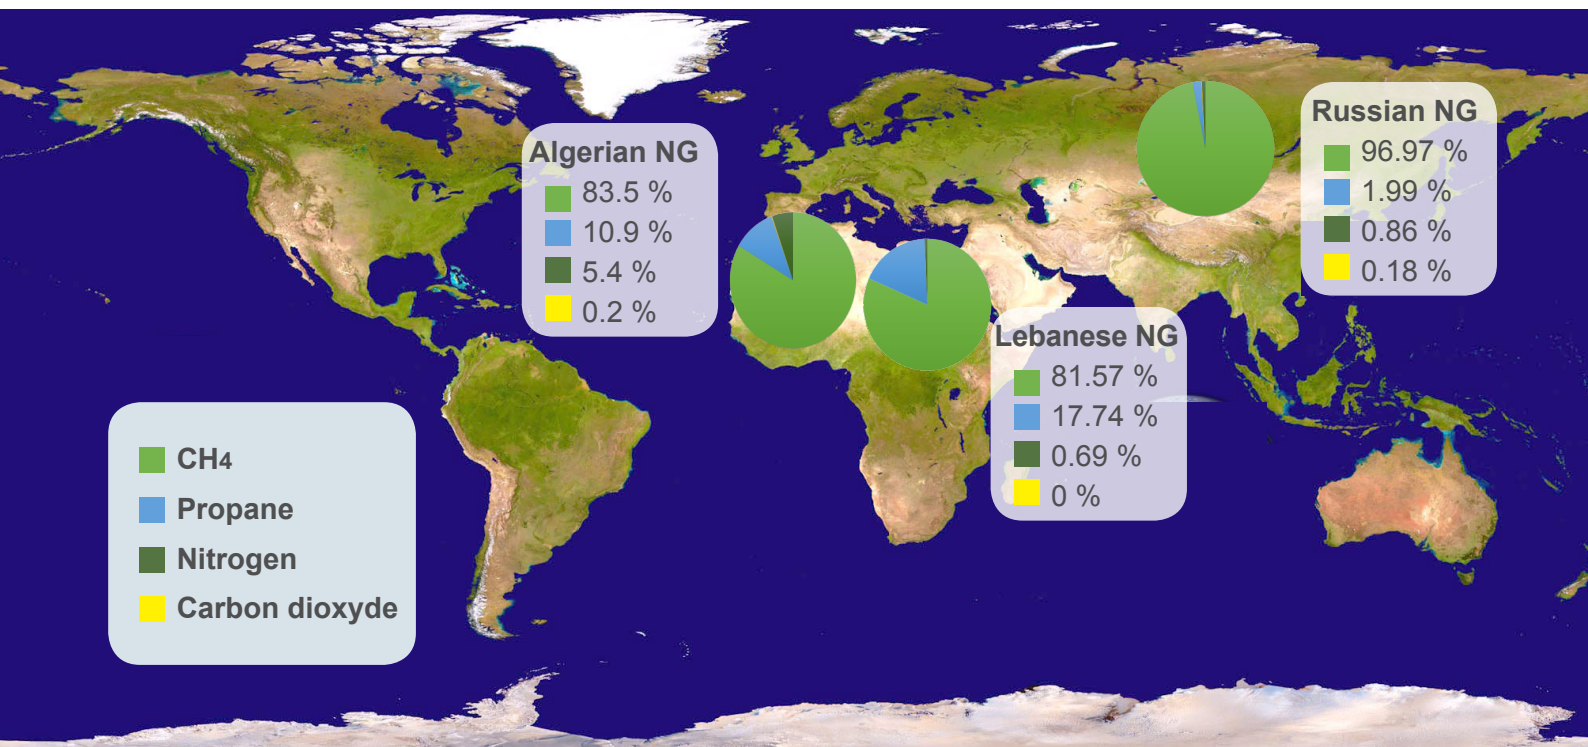 Algerian NG
83.5 %
10.9 %
5.4 %
0.2 %
Russian NG
96.97 %
1.99 %
0.86 %
0.18 %
Lebanese NG
81.57 %
17.74 %
0.69 %
0 %
CH4
Propane
Nitrogen
Carbon dioxyde